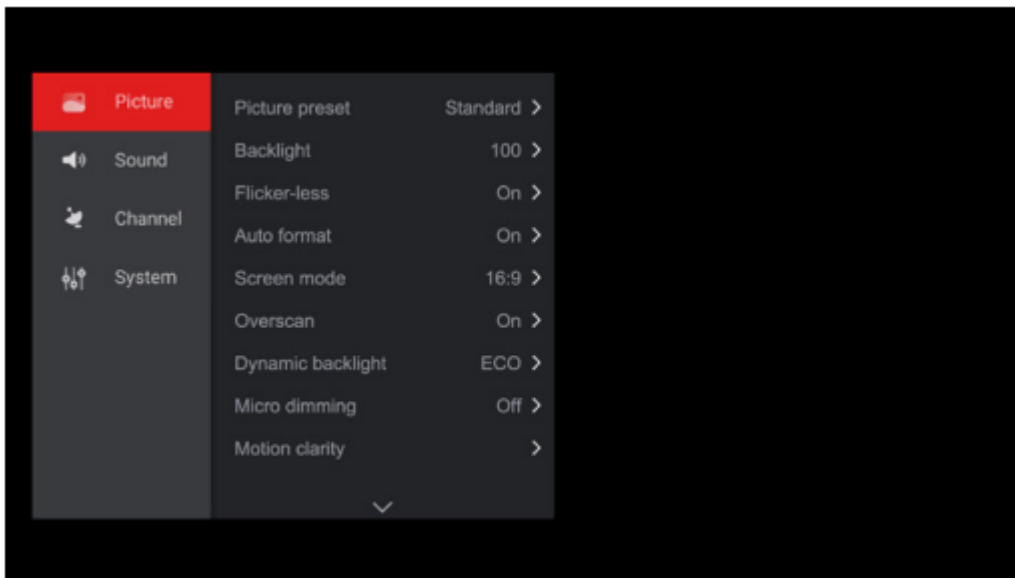 Picture
Sound
Channel
System
Picture preset Standard
Backlight 100
Flicker-less On
Auto format On
Screen mode 16:9
Overscan On
Dynamic backlight ECO
Micro dimming Off
Motion clarity